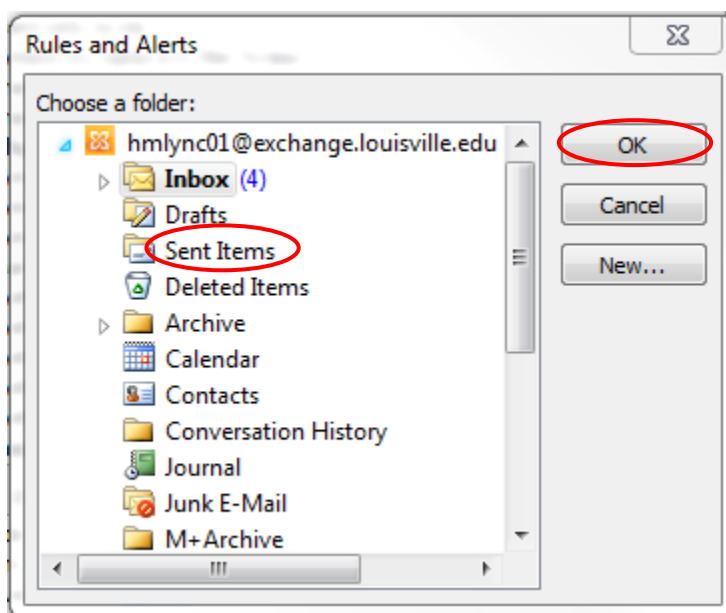 Rules and Alerts
Choose a folder:
hmlync01@exchange.louisville.edu
Inbox (4)
Drafts
Sent Items
Deleted Items
Archive
Calendar
Contacts
Conversation History
Journal
Junk E-Mail
M+Archive
OK
Cancel
New...